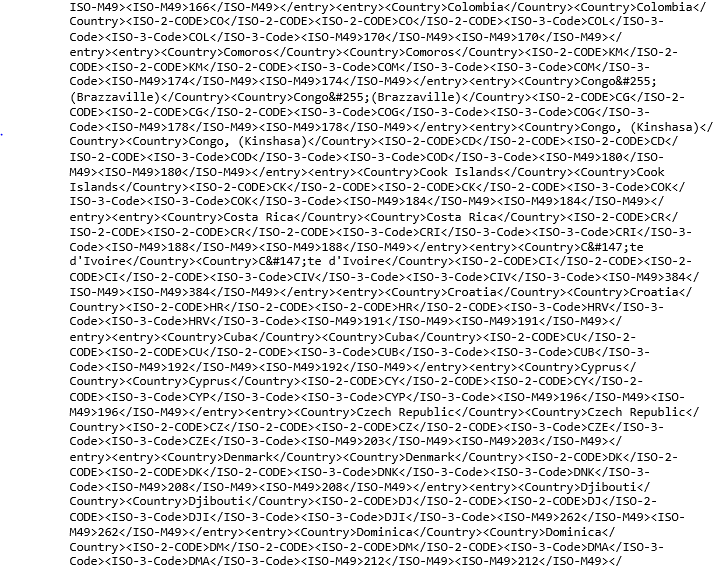 ISO-M49><ISO-M49>166</ISO-M49></entry><entry><Country>Colombia</Country><Country>Colombia</
Country><ISO-2-CODE>CO</ISO-2-CODE><ISO-2-CODE>CO</ISO-2-CODE><ISO-3-Code>COL</ISO-3-
Code><ISO-3-Code>COL</ISO-3-Code><ISO-M49>170</ISO-M49><ISO-M49>170</ISO-M49></
entry><entry><Country>Comoros</Country><Country>Comoros</Country><ISO-2-CODE>KM</ISO-2-
CODE><ISO-2-CODE>KM</ISO-2-CODE><ISO-3-Code>COM</ISO-3-Code><ISO-3-Code>COM</ISO-3-
Code><ISO-M49>174</ISO-M49><ISO-M49>174</ISO-M49></entry><entry><Country>Congo&#255;
(Brazzaville)</Country><Country>Congo&#255;(Brazzaville)</Country><ISO-2-CODE>CG</ISO-2-
CODE><ISO-2-CODE>CG</ISO-2-CODE><ISO-3-Code>COG</ISO-3-Code><ISO-3-Code>COG</ISO-3-
Code><ISO-M49>178</ISO-M49><ISO-M49>178</ISO-M49></entry><entry><Country>Congo, (Kinshasa)</
Country><Country>Congo, (Kinshasa)</Country><ISO-2-CODE>CD</ISO-2-CODE><ISO-2-CODE>CD</
ISO-2-CODE><ISO-3-Code>COD</ISO-3-Code><ISO-3-Code>COD</ISO-3-Code><ISO-M49>180</ISO-
M49><ISO-M49>180</ISO-M49></entry><entry><Country>Cook Islands</Country><Country>Cook
Islands</Country><ISO-2-CODE>CK</ISO-2-CODE><ISO-2-CODE>CK</ISO-2-CODE><ISO-3-Code>COK</
ISO-3-Code><ISO-3-Code>COK</ISO-3-Code><ISO-M49>184</ISO-M49><ISO-M49>184</ISO-M49></
entry><entry><Country>Costa Rica</Country><Country>Costa Rica</Country><ISO-2-CODE>CR</
ISO-2-CODE><ISO-2-CODE>CR</ISO-2-CODE><ISO-3-Code>CRI</ISO-3-Code><ISO-3-Code>CRI</ISO-3-
Code><ISO-M49>188</ISO-M49><ISO-M49>188</ISO-M49></entry><entry><Country>C&#147;te
d'Ivoire</Country><Country>C&#147;te d'Ivoire</Country><ISO-2-CODE>CI</ISO-2-CODE><ISO-2-
CODE>CI</ISO-2-CODE><ISO-3-Code>CIV</ISO-3-Code><ISO-3-Code>CIV</ISO-3-Code><ISO-M49>384</
ISO-M49><ISO-M49>384</ISO-M49></entry><entry><Country>Croatia</Country><Country>Croatia</
Country><ISO-2-CODE>HR</ISO-2-CODE><ISO-2-CODE>HR</ISO-2-CODE><ISO-3-Code>HRV</ISO-3-
Code><ISO-3-Code>HRV</ISO-3-Code><ISO-M49>191</ISO-M49><ISO-M49>191</ISO-M49></
entry><entry><Country>Cuba</Country><Country>Cuba</Country><ISO-2-CODE>CU</ISO-2-
CODE><ISO-2-CODE>CU</ISO-2-CODE><ISO-3-Code>CUB</ISO-3-Code><ISO-3-Code>CUB</ISO-3-
Code><ISO-M49>192</ISO-M49><ISO-M49>192</ISO-M49></entry><entry><Country>Cyprus</
Country><Country>Cyprus</Country><ISO-2-CODE>CY</ISO-2-CODE><ISO-2-CODE>CY</ISO-2-
CODE><ISO-3-Code>CYP</ISO-3-Code><ISO-3-Code>CYP</ISO-3-Code><ISO-M49>196</ISO-M49><ISO-
M49>196</ISO-M49></entry><entry><Country>Czech Republic</Country><Country>Czech Republic</
Country><ISO-2-CODE>CZ</ISO-2-CODE><ISO-2-CODE>CZ</ISO-2-CODE><ISO-3-Code>CZE</ISO-3-
Code><ISO-3-Code>CZE</ISO-3-Code><ISO-M49>203</ISO-M49><ISO-M49>203</ISO-M49></
entry><entry><Country>Denmark</Country><Country>Denmark</Country><ISO-2-CODE>DK</ISO-2-
CODE><ISO-2-CODE>DK</ISO-2-CODE><ISO-3-Code>DNK</ISO-3-Code><ISO-3-Code>DNK</ISO-3-
Code><ISO-M49>208</ISO-M49><ISO-M49>208</ISO-M49></entry><entry><Country>Djibouti</
Country><Country>Djibouti</Country><ISO-2-CODE>DJ</ISO-2-CODE><ISO-2-CODE>DJ</ISO-2-
CODE><ISO-3-Code>DJI</ISO-3-Code><ISO-3-Code>DJI</ISO-3-Code><ISO-M49>262</ISO-M49><ISO-
M49>262</ISO-M49></entry><entry><Country>Dominica</Country><Country>Dominica</
Country><ISO-2-CODE>DM</ISO-2-CODE><ISO-2-CODE>DM</ISO-2-CODE><ISO-3-Code>DMA</ISO-3-
Code><ISO-3-Code>DMA</ISO-3-Code><ISO-M49>212</ISO-M49><ISO-M49>212</ISO-M49></